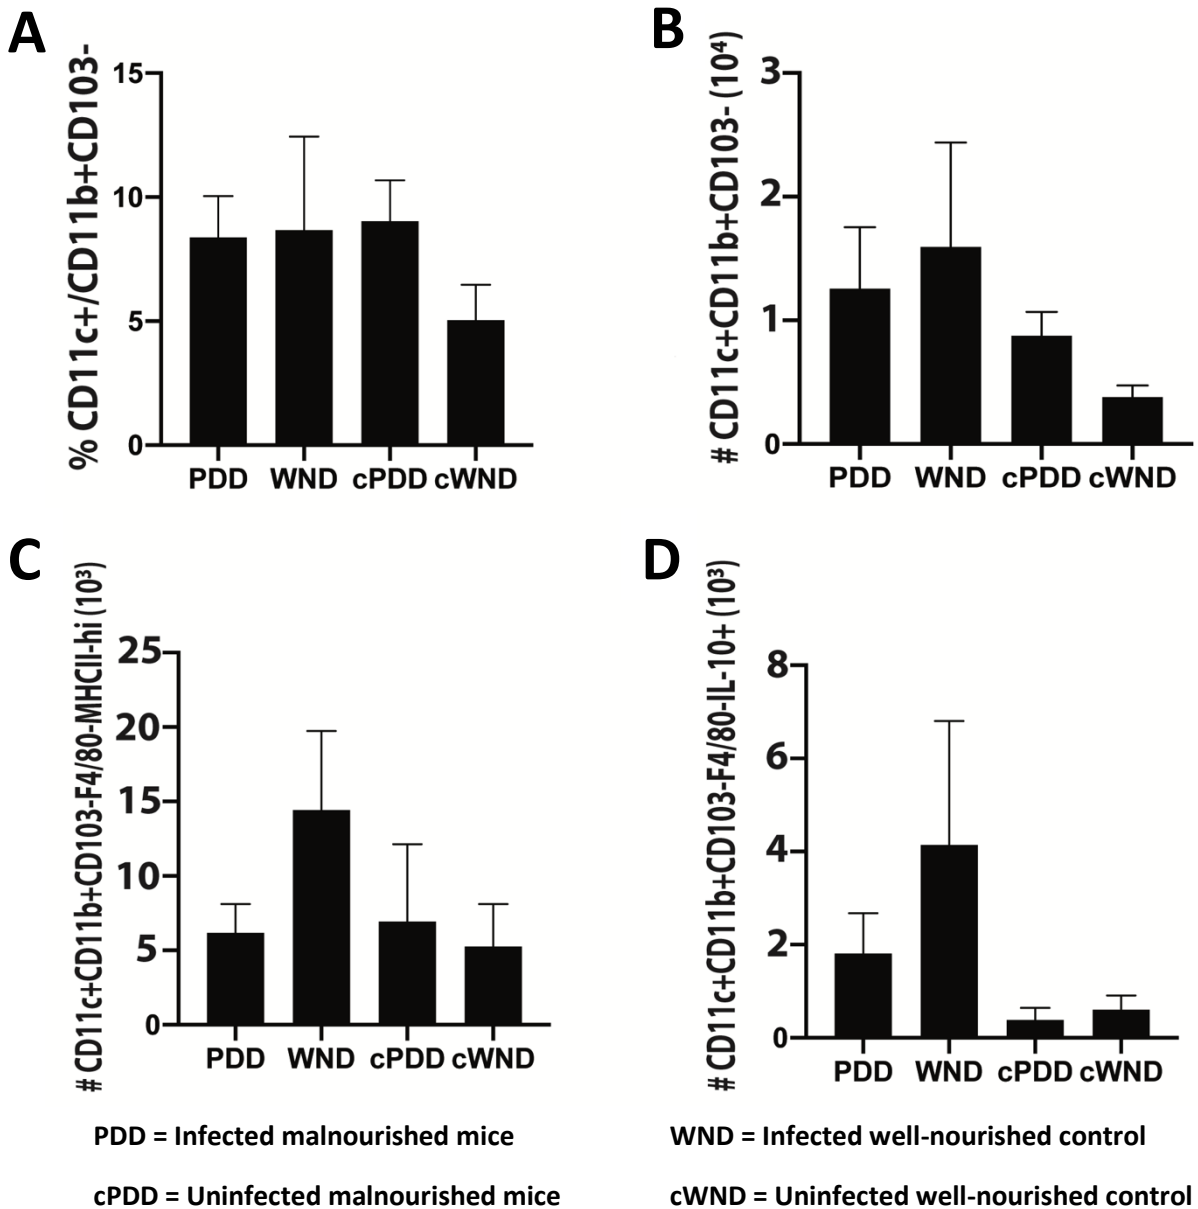 A
% CD11c+/CD11b+CD103-
15
10
5
0
PDD WND cPDD cWND
B
# CD11c+CD11b+CD103- (10⁴)
3
2
1
0
PDD WND cPDD cWND
C
# CD11c+CD11b+CD103-F4/80-MHCII-hi (10³)
25
20
15
10
5
0
PDD WND cPDD cWND
D
# CD11c+CD11b+CD103-F4/80-IL-10+ (10³)
8
6
4
2
0
PDD WND cPDD cWND
PDD = Infected malnourished mice
WND = Infected well-nourished control
cPDD = Uninfected malnourished mice
cWND = Uninfected well-nourished control